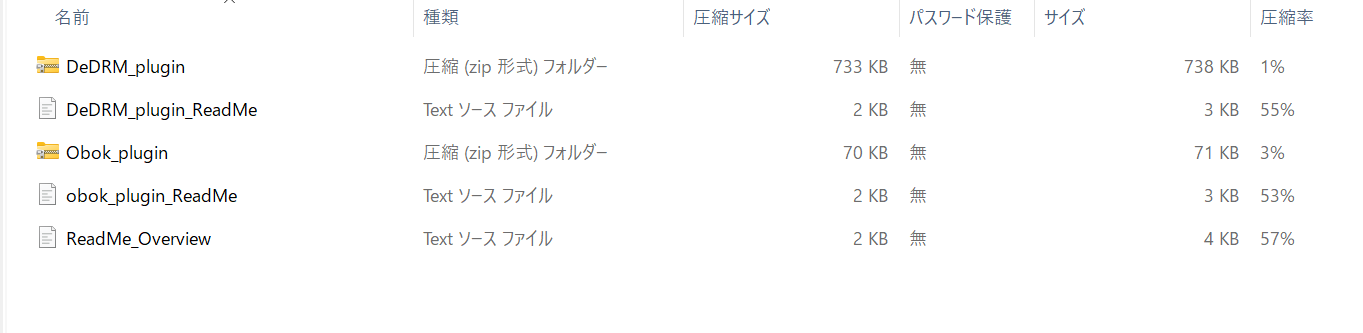 名前 種類 圧縮サイズ パスワード保護 サイズ 圧縮率
DeDRM_plugin 圧縮 (zip 形式) フォルダー 733 KB 無 738 KB 1%
DeDRM_plugin_ReadMe Text ソース ファイル 2 KB 無 3 KB 55%
Obok_plugin 圧縮 (zip 形式) フォルダー 70 KB 無 71 KB 3%
obok_plugin_ReadMe Text ソース ファイル 2 KB 無 3 KB 53%
ReadMe_Overview Text ソース ファイル 2 KB 無 4 KB 57%